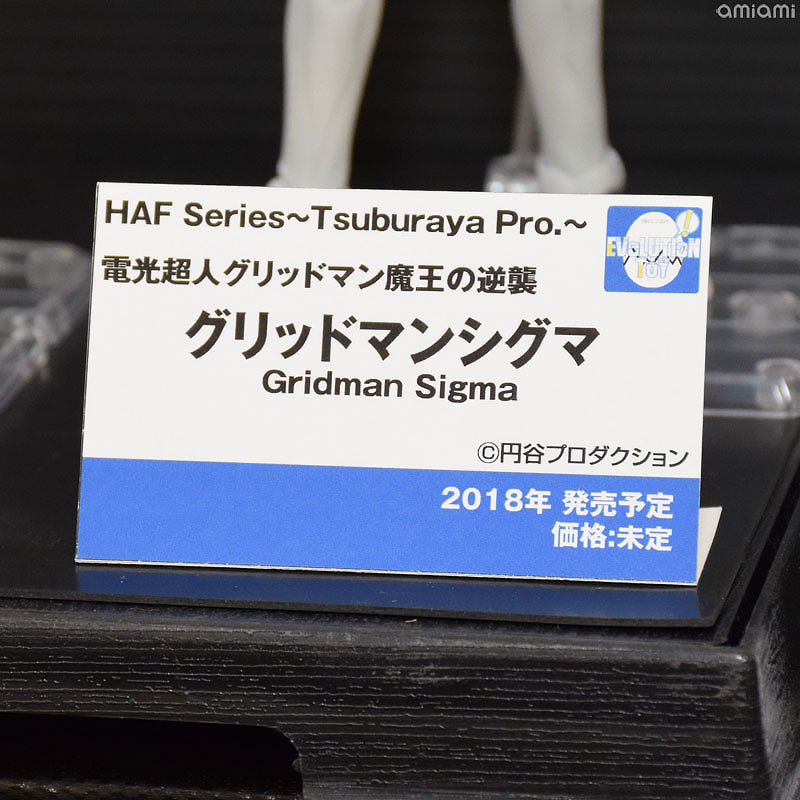 amiami
HAF Series~Tsuburaya Pro.~
電光超人グリッドマン魔王の逆襲
グリッドマンシグマ
Gridman Sigma
EVOLUTION
TOY
©円谷プロダクション
2018年 発売予定
価格:未定